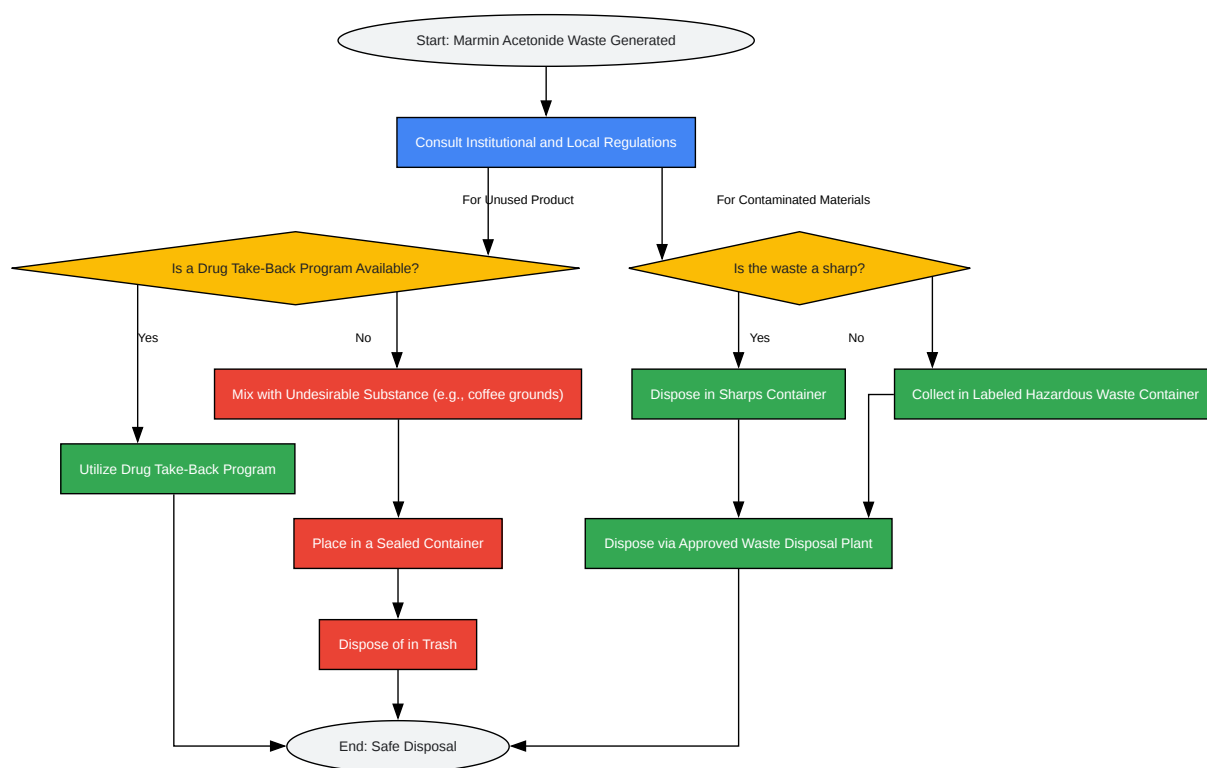 Start: Marmin Acetonide Waste Generated
Consult Institutional and Local Regulations
For Unused Product
For Contaminated Materials
Is a Drug Take-Back Program Available?
Is the waste a sharp?
Yes
No
Yes
No
Mix with Undesirable Substance (e.g., coffee grounds)
Dispose in Sharps Container
Collect in Labeled Hazardous Waste Container
Utilize Drug Take-Back Program
Place in a Sealed Container
Dispose via Approved Waste Disposal Plant
Dispose of in Trash
End: Safe Disposal